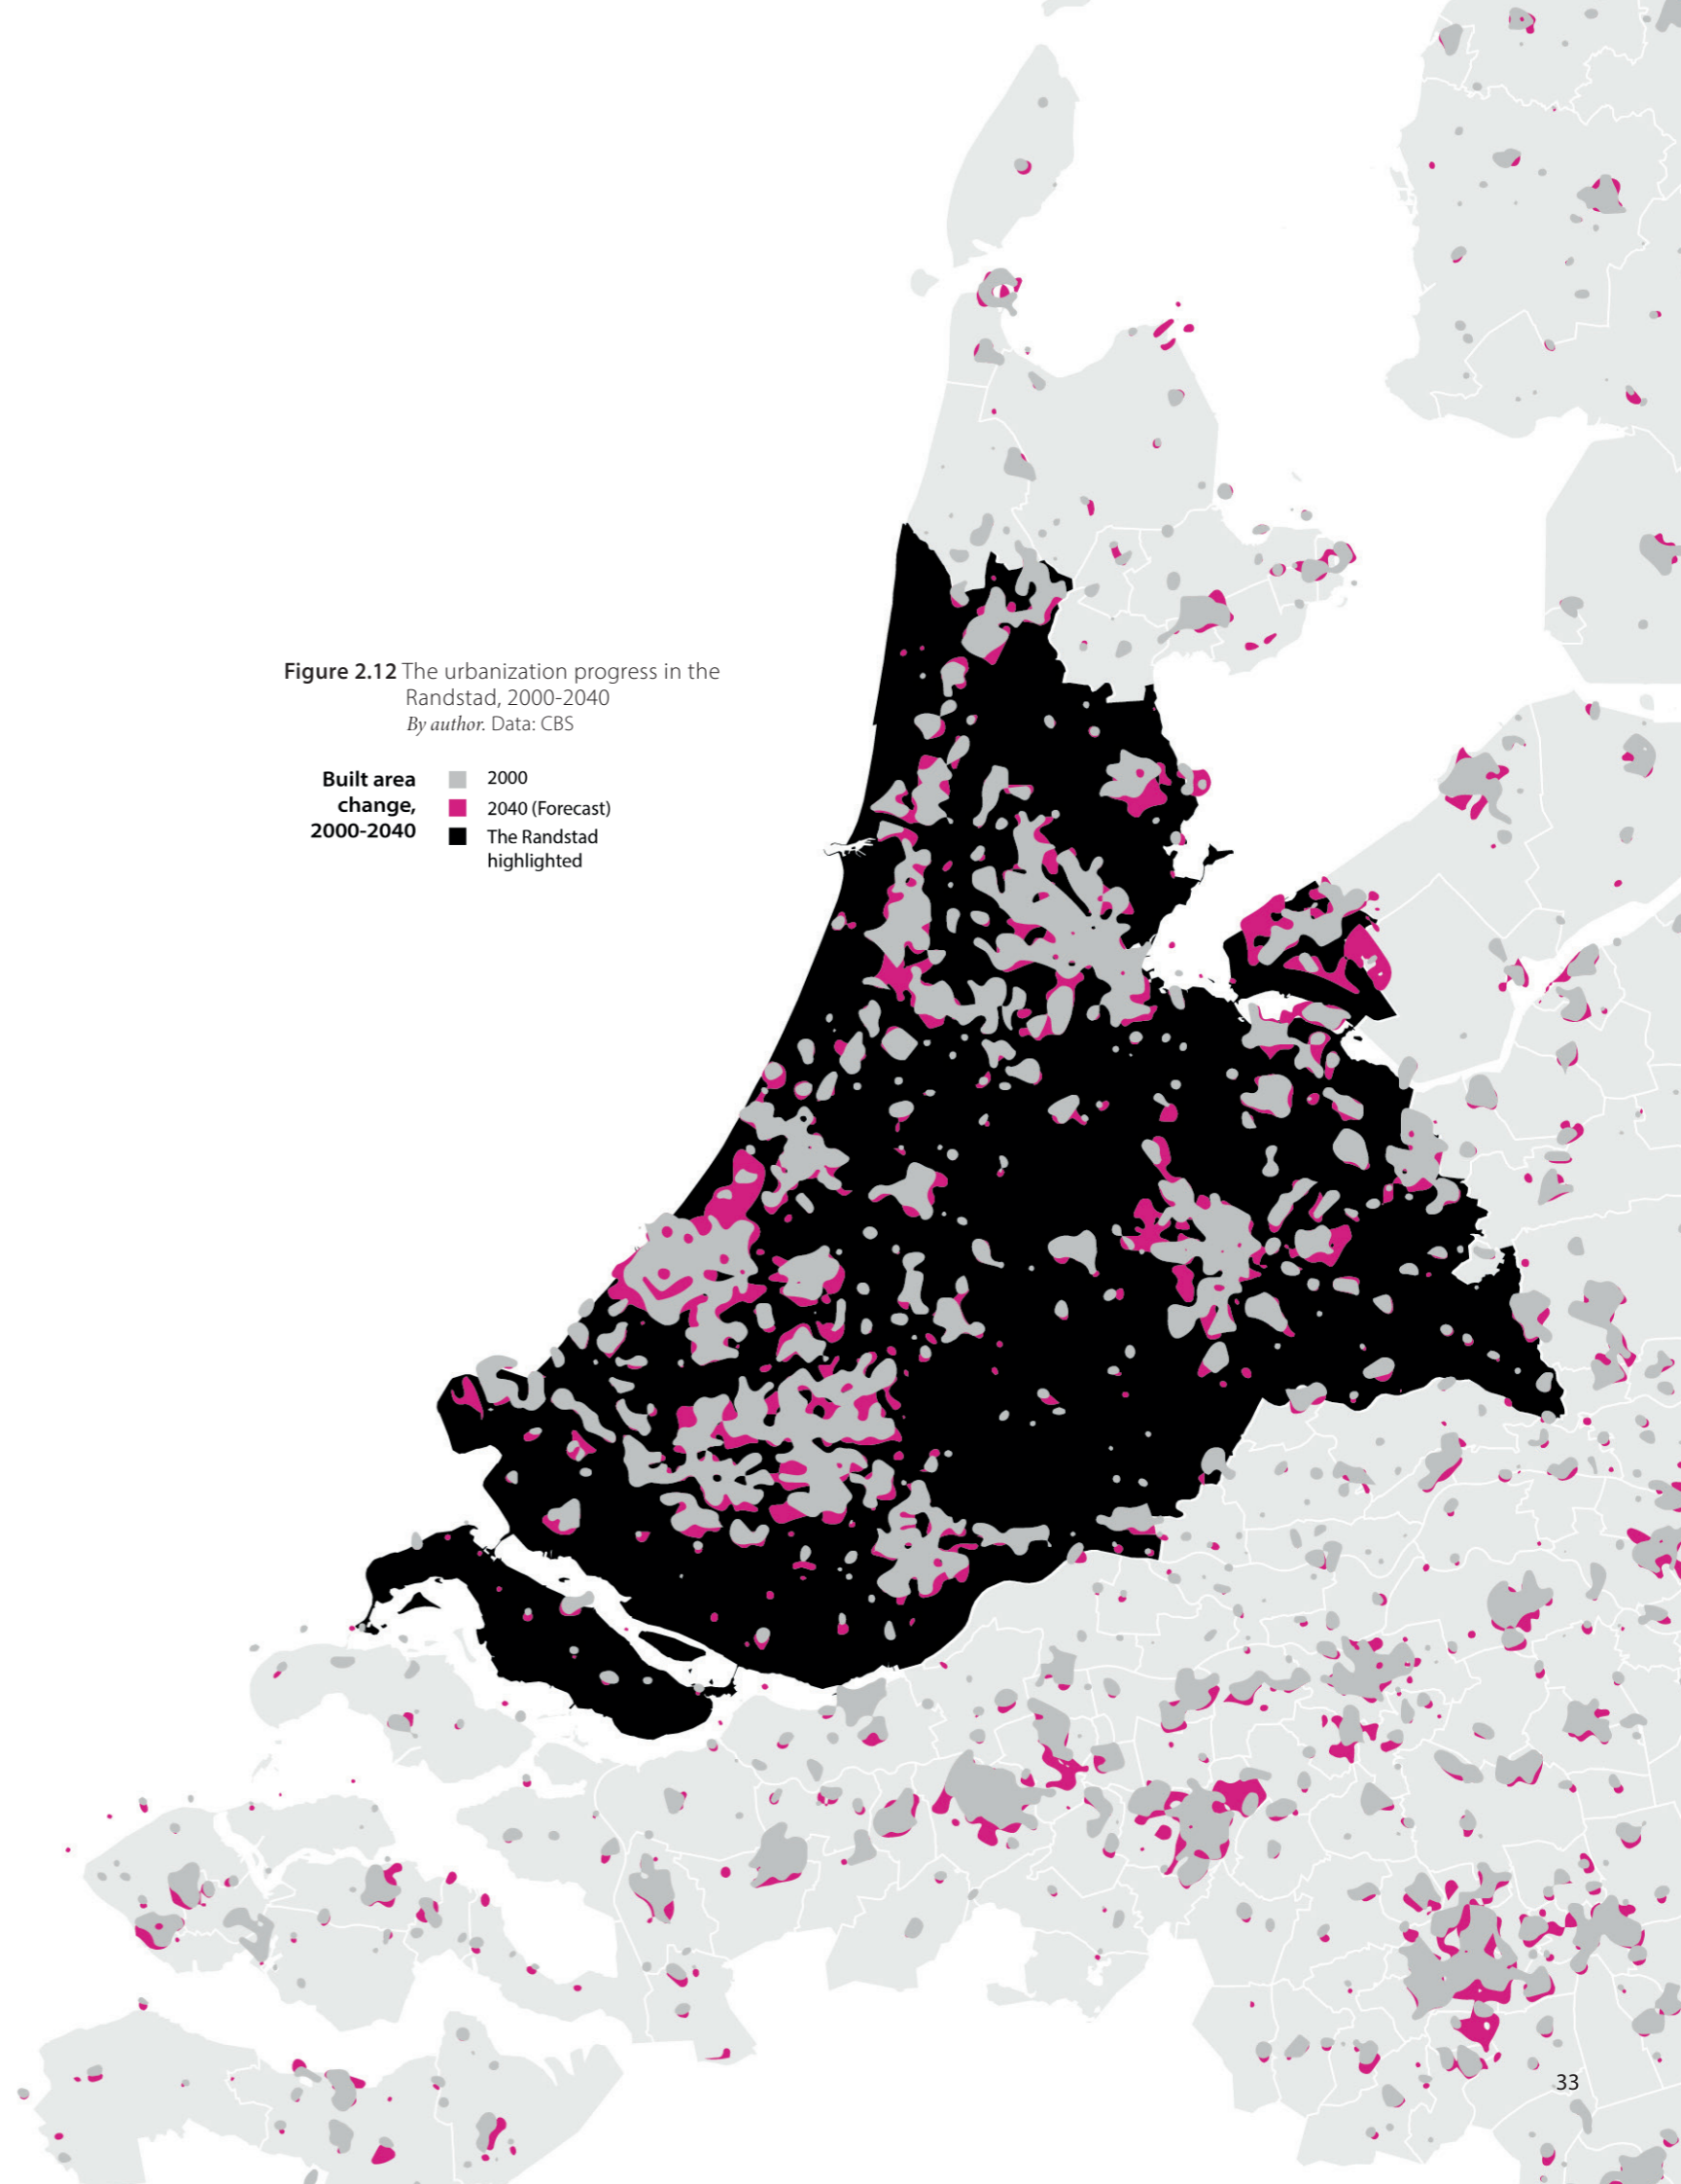 Figure 2.12 The urbanization progress in the
Randstad, 2000-2040
By author. Data: CBS
Built area
change,
2000-2040
2000
2040 (Forecast)
The Randstad
highlighted
33